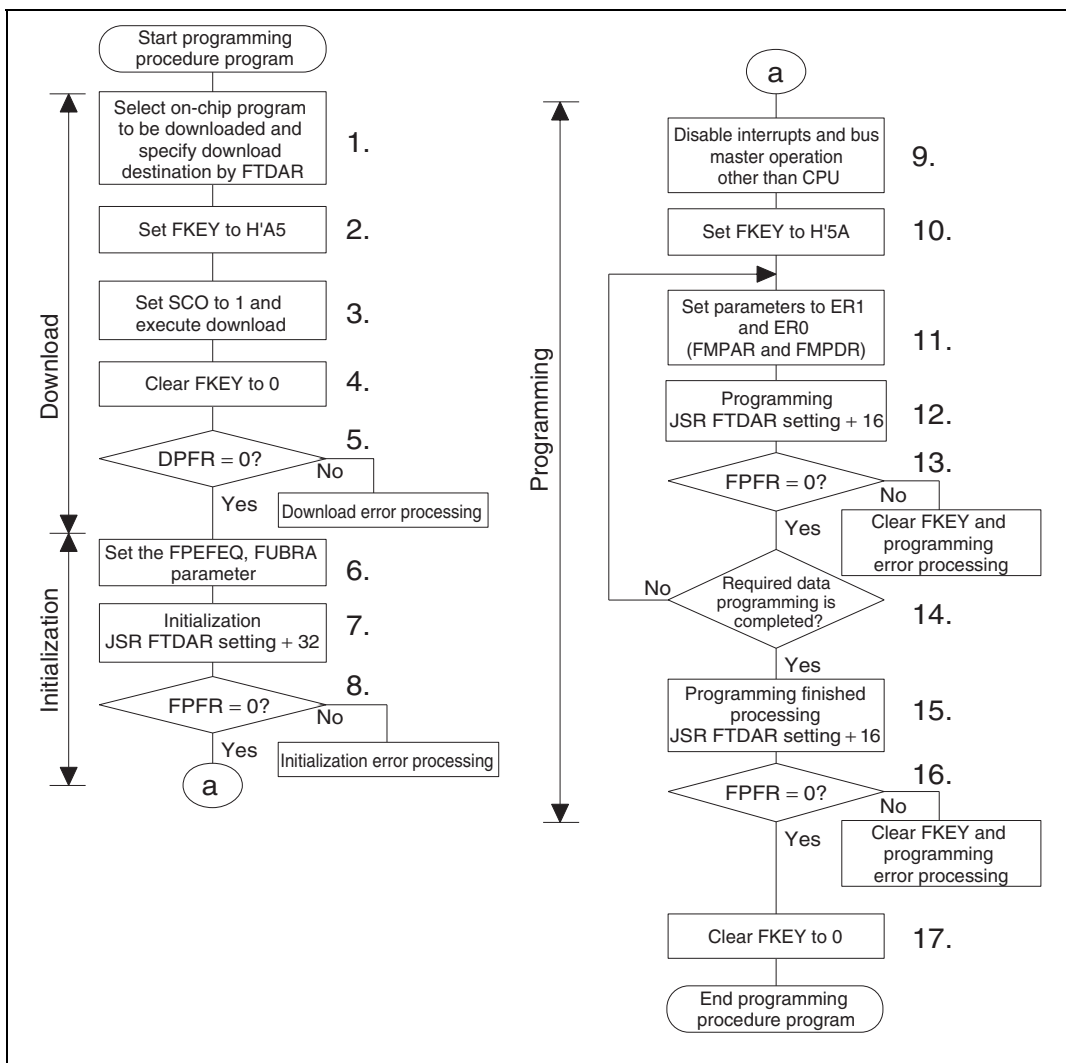 Start programming
procedure program
Download
Select on-chip program
to be downloaded and
specify download
destination by FTDAR
1.
Set FKEY to H'A5
2.
Set SCO to 1 and
execute download
3.
Clear FKEY to 0
4.
DPFR = 0?
5.
No
Yes
Download error processing
Initialization
Set the FPEFEQ, FUBRA
parameter
6.
Initialization
JSR FTDAR setting + 32
7.
FPFR = 0?
8.
No
Yes
Initialization error processing
a
a
Programming
Disable interrupts and bus
master operation
other than CPU
9.
Set FKEY to H'5A
10.
Set parameters to ER1
and ER0
(FMPAR and FMPDR)
11.
Programming
JSR FTDAR setting + 16
12.
FPFR = 0?
13.
No
Yes
Clear FKEY and
programming
error processing
No
Required data
programming is
completed?
14.
Yes
Programming finished
processing
JSR FTDAR setting + 16
15.
FPFR = 0?
16.
No
Yes
Clear FKEY and
programming
error processing
Clear FKEY to 0
17.
End programming
procedure program